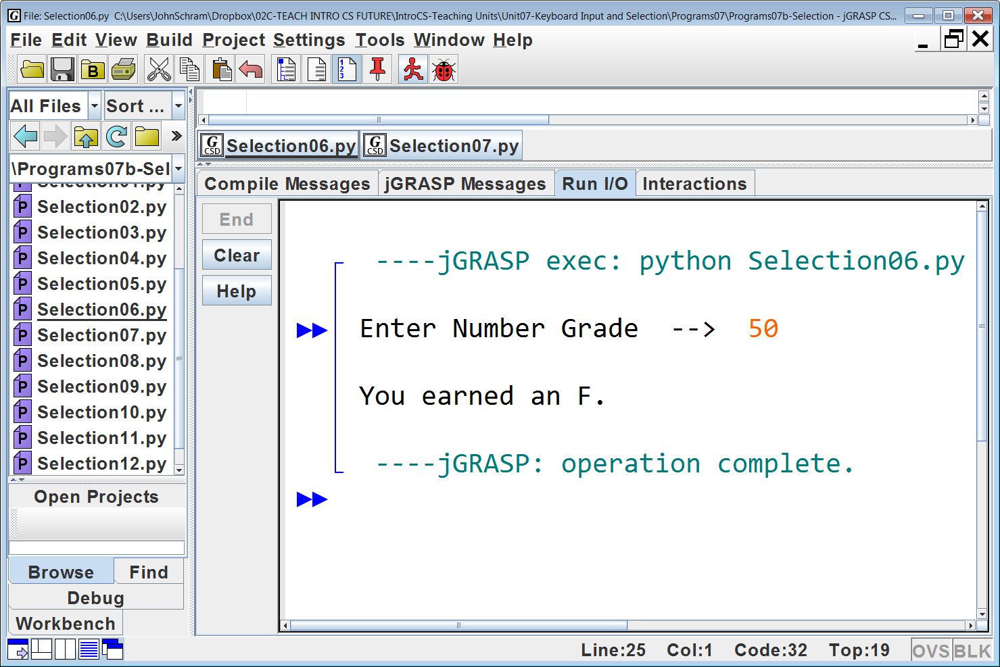 File: Selection06.py  C:\Users\JohnSchram\Dropbox\02C-TEACH INTRO CS FUTURE\IntroCS-Teaching Units\Unit07-Keyboard Input and Selection\Programs07\Programs07b-Selection - jGRASP CS...
File Edit View Build Project Settings Tools Window Help
B
1
2
3
All Files
Sort ...
»
\Programs07b-Sel
Selection02.py
Selection03.py
Selection04.py
Selection05.py
Selection06.py
Selection07.py
Selection08.py
Selection09.py
Selection10.py
Selection11.py
Selection12.py
Open Projects
Browse
Find
Debug
Workbench
G CSD Selection06.py
G CSD Selection07.py
Compile Messages
jGRASP Messages
Run I/O
Interactions
End
Clear
Help
----jGRASP exec: python Selection06.py
Enter Number Grade  -->  50
You earned an F.
----jGRASP: operation complete.
Line:25 Col:1 Code:32 Top:19 OVS BLK